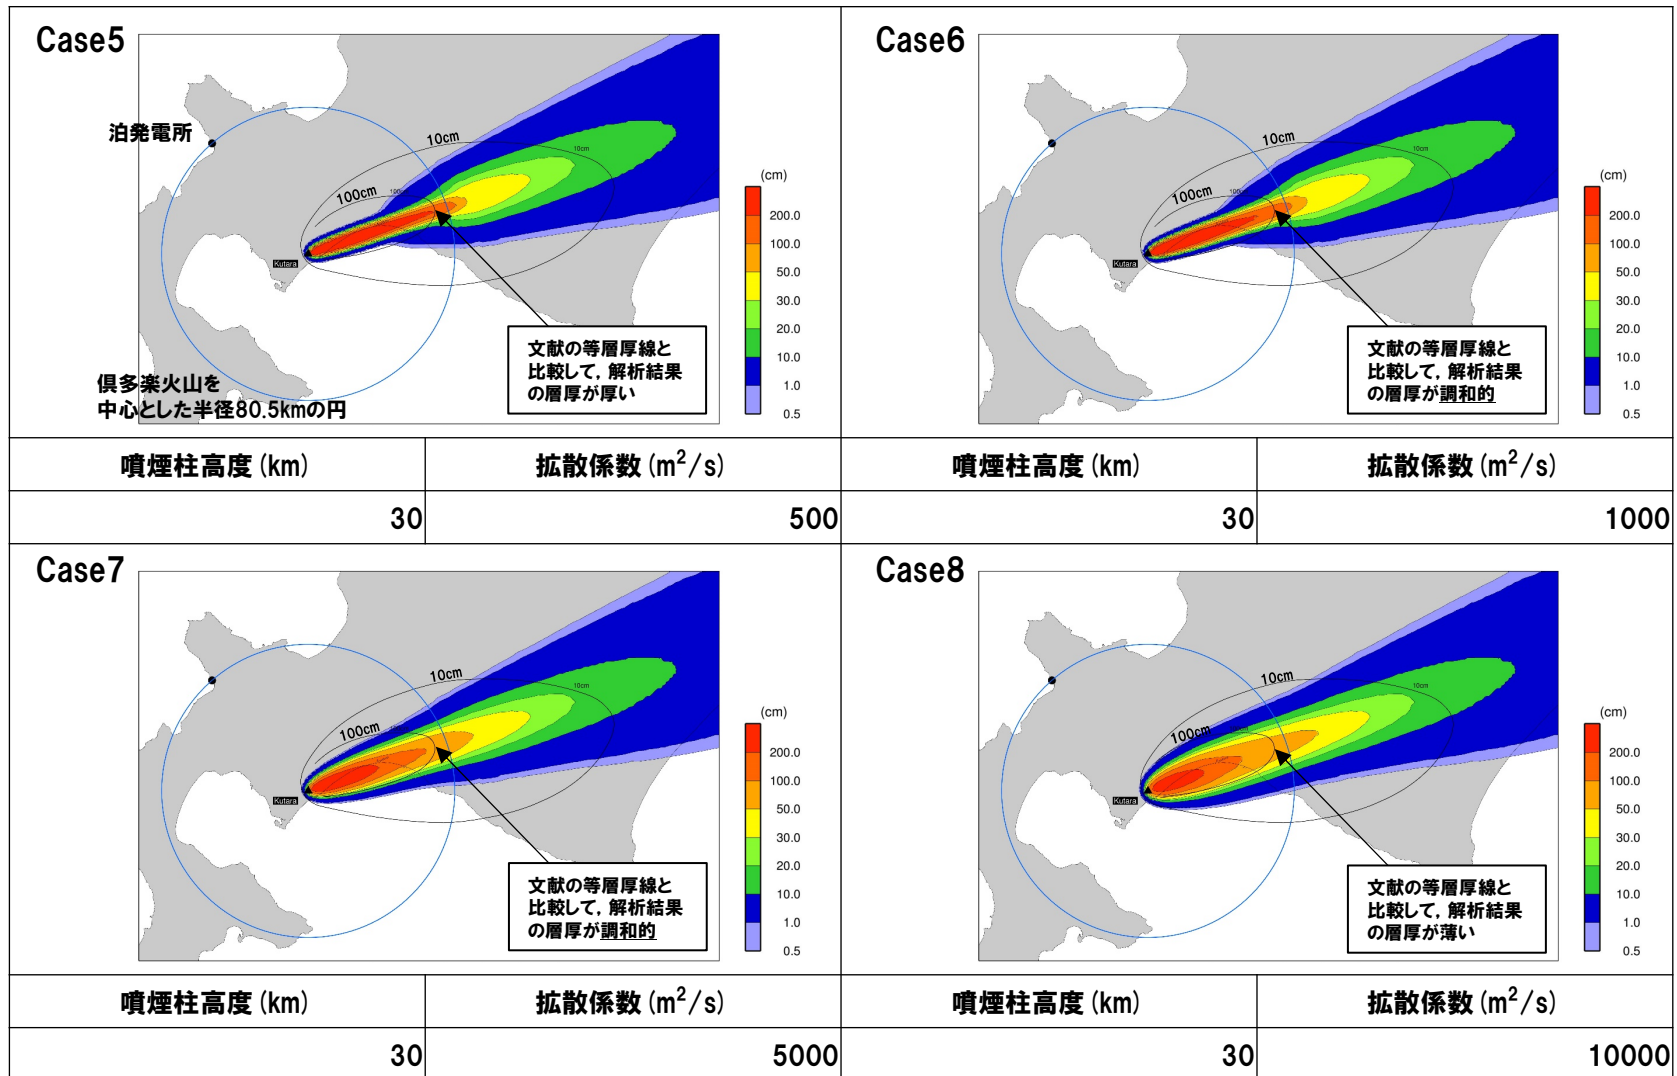 Case5
泊発電所
10cm
10cm
100cm
Kutara
(cm)
200.0
100.0
50.0
30.0
20.0
10.0
1.0
0.5
文献の等層厚線と
比較して,解析結果
の層厚が厚い
倶多楽火山を
中心とした半径80.5kmの円
噴煙柱高度(km)
拡散係数(m²/s)
30
500
Case6
10cm
10cm
100cm
Kutara
(cm)
200.0
100.0
50.0
30.0
20.0
10.0
1.0
0.5
文献の等層厚線と
比較して,解析結果
の層厚が調和的
噴煙柱高度(km)
拡散係数(m²/s)
30
1000
Case7
10cm
10cm
100cm
Kutara
(cm)
200.0
100.0
50.0
30.0
20.0
10.0
1.0
0.5
文献の等層厚線と
比較して,解析結果
の層厚が調和的
噴煙柱高度(km)
拡散係数(m²/s)
30
5000
Case8
10cm
10cm
100cm
Kutara
(cm)
200.0
100.0
50.0
30.0
20.0
10.0
1.0
0.5
文献の等層厚線と
比較して,解析結果
の層厚が薄い
噴煙柱高度(km)
拡散係数(m²/s)
30
10000